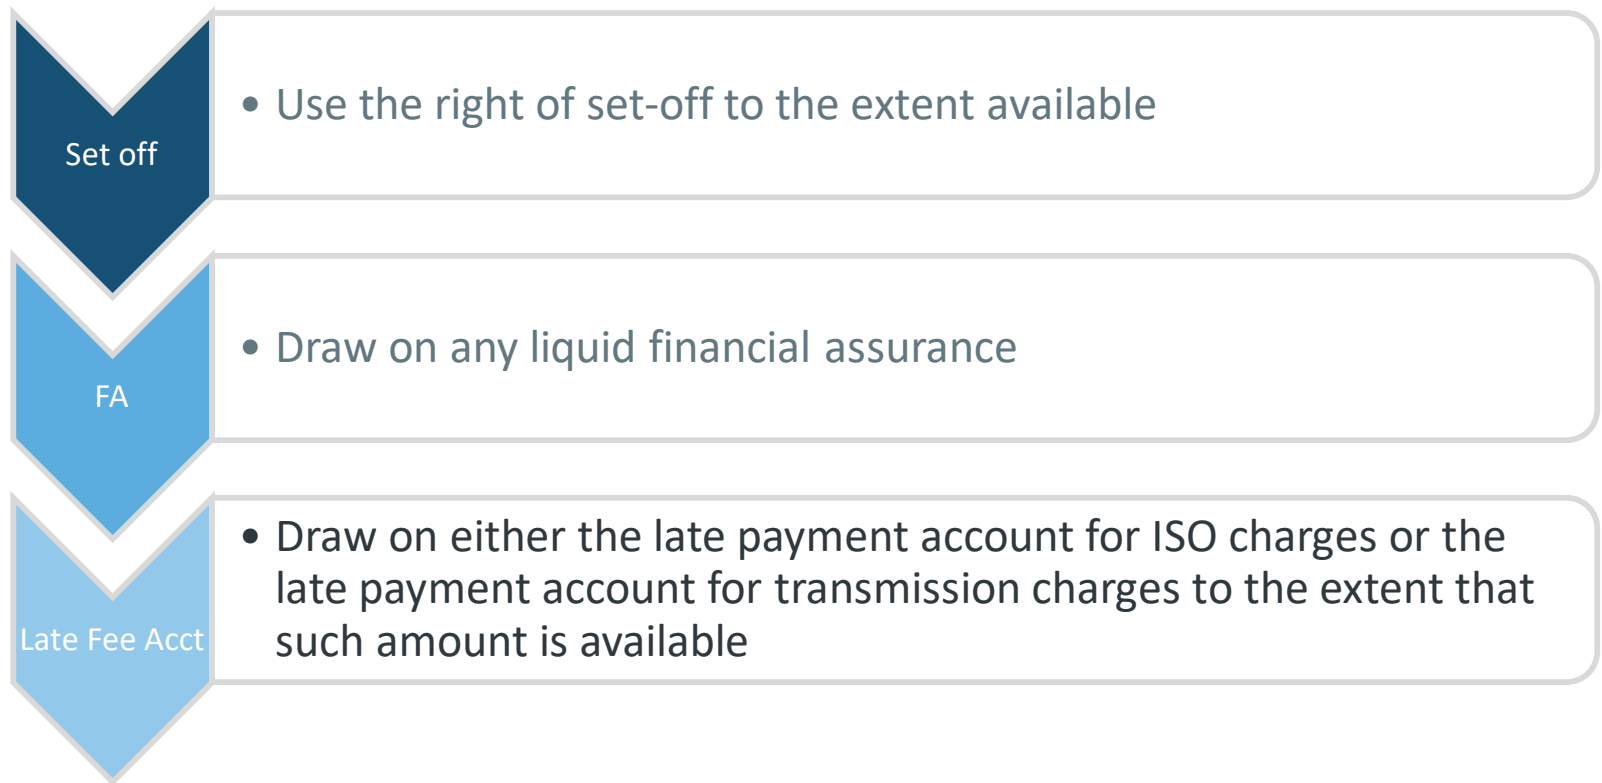 Set off
• Use the right of set-off to the extent available
FA
• Draw on any liquid financial assurance
Late Fee Acct
• Draw on either the late payment account for ISO charges or the
late payment account for transmission charges to the extent that
such amount is available